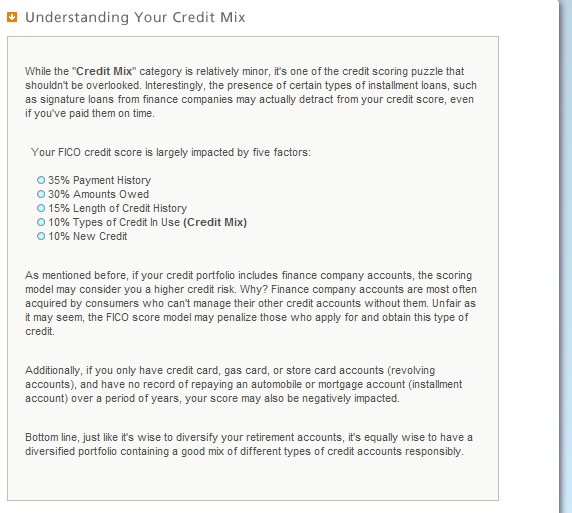 Understanding Your Credit Mix
While the "Credit Mix" category is relatively minor, it's one of the credit scoring puzzle that
shouldn't be overlooked. Interestingly, the presence of certain types of installment loans, such
as signature loans from finance companies may actually detract from your credit score, even
if you've paid them on time.
Your FICO credit score is largely impacted by five factors:
35% Payment History
30% Amounts Owed
15% Length of Credit History
10% Types of Credit In Use (Credit Mix)
10% New Credit
As mentioned before, if your credit portfolio includes finance company accounts, the scoring
model may consider you a higher credit risk. Why? Finance company accounts are most often
acquired by consumers who can't manage their other credit accounts without them. Unfair as
it may seem, the FICO score model may penalize those who apply for and obtain this type of
credit.
Additionally, if you only have credit card, gas card, or store card accounts (revolving
accounts), and have no record of repaying an automobile or mortgage account (installment
account) over a period of years, your score may also be negatively impacted.
Bottom line, just like it's wise to diversify your retirement accounts, it's equally wise to have a
diversified portfolio containing a good mix of different types of credit accounts responsibly.